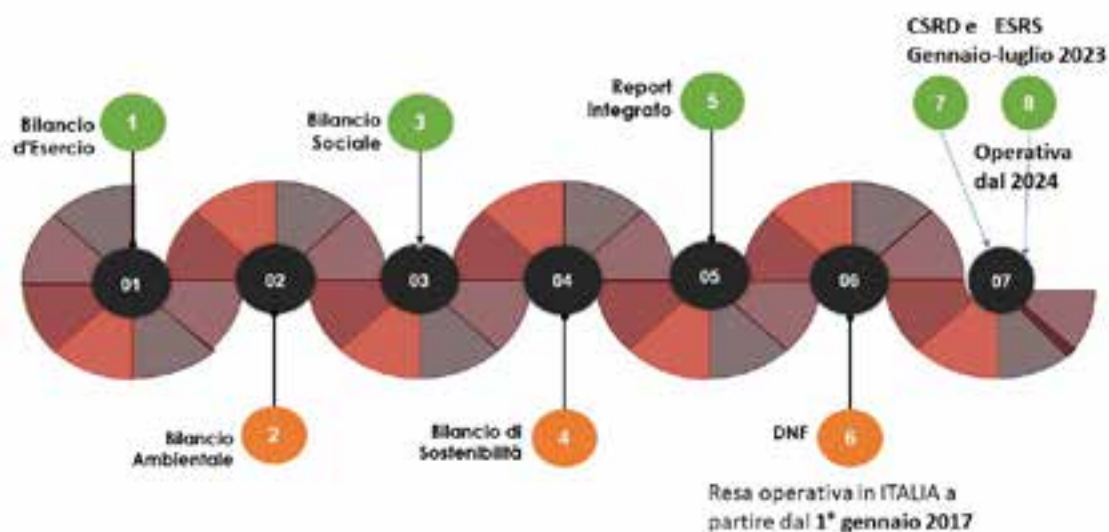 CSRD e ESRS
Gennaio-luglio 2023
7
8
Operativa
dal 2024
1
Bilancio
d'Esercio
3
Bilancio
Sociale
5
Report
Integrato
01
02
03
04
05
06
07
Bilancio
Ambientale
2
Bilancio di
Sostenibilità
4
DNF
6
Resa operativa in ITALIA a
partire dal 1° gennaio 2017